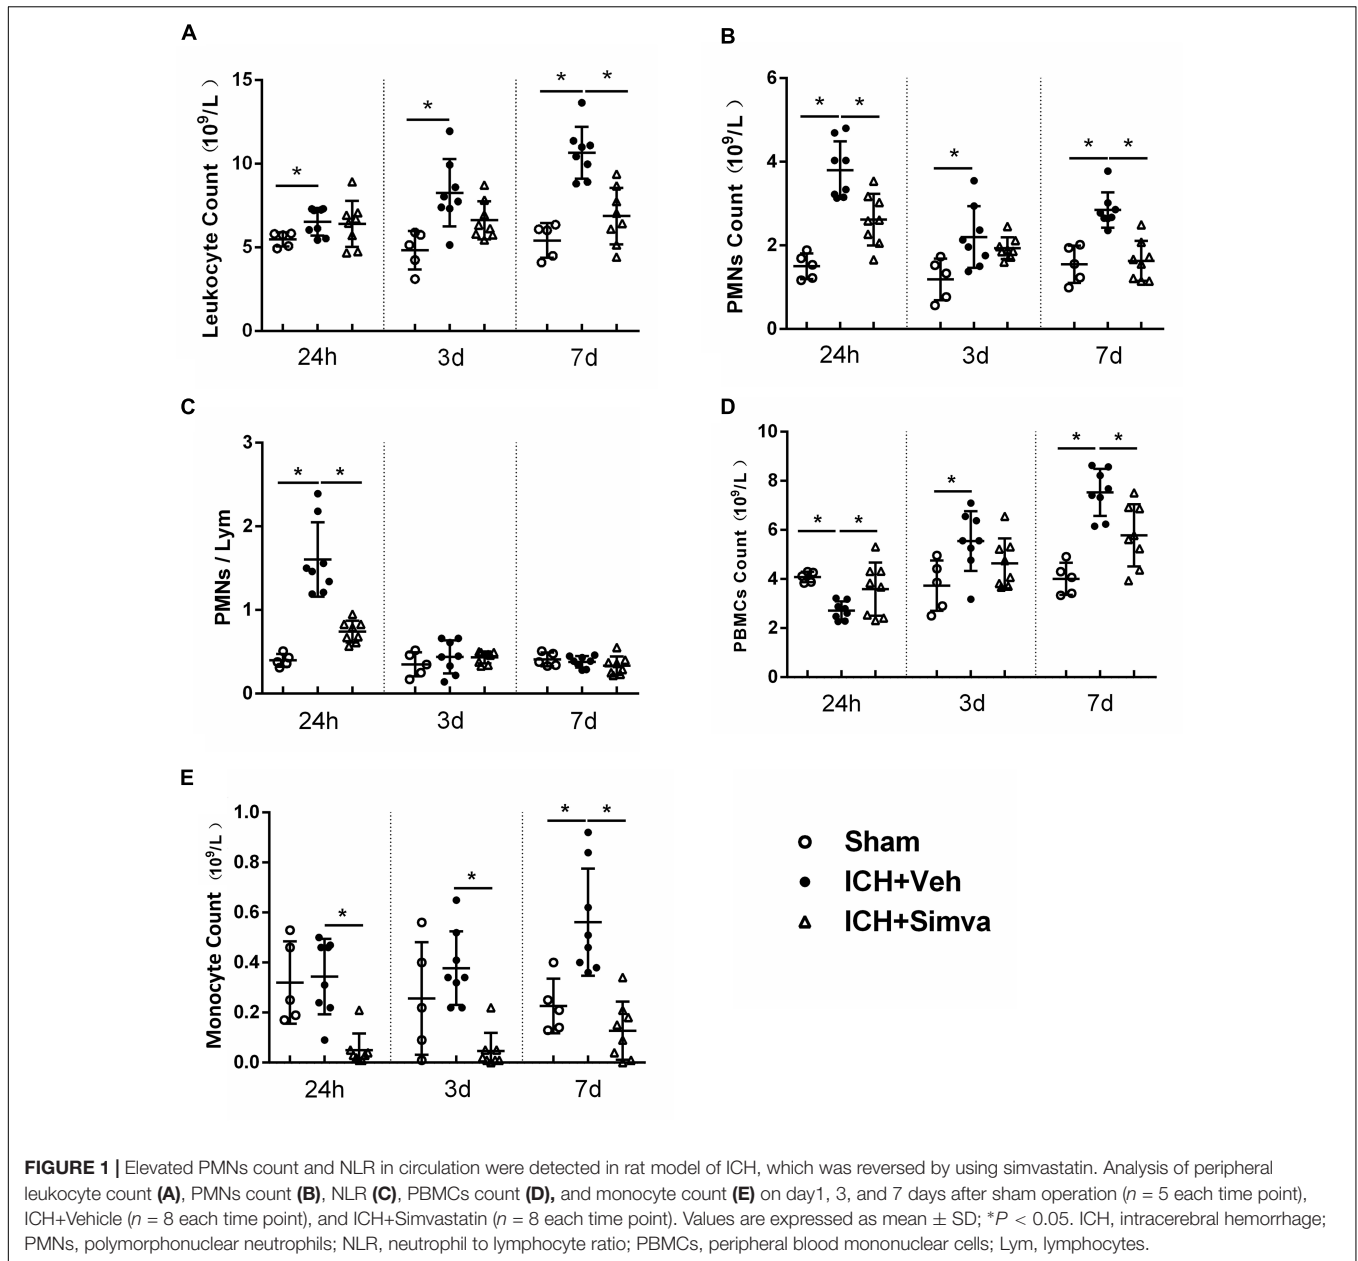 A
Leukocyte Count (10⁹/L)
15
10
5
0
*
*
*
*
24h
3d
7d
B
PMNs Count (10⁹/L)
6
4
2
0
*
*
*
*
*
24h
3d
7d
C
PMNs / Lym
3
2
1
0
*
*
24h
3d
7d
D
PBMCs Count (10⁹/L)
10
8
6
4
2
0
*
*
*
*
*
24h
3d
7d
E
Monocyte Count (10⁹/L)
1.0
0.8
0.6
0.4
0.2
0.0
*
*
*
*
24h
3d
7d
Sham
ICH+Veh
ICH+Simva
FIGURE 1 | Elevated PMNs count and NLR in circulation were detected in rat model of ICH, which was reversed by using simvastatin. Analysis of peripheral
leukocyte count (A), PMNs count (B), NLR (C), PBMCs count (D), and monocyte count (E) on day1, 3, and 7 days after sham operation (n = 5 each time point),
ICH+Vehicle (n = 8 each time point), and ICH+Simvastatin (n = 8 each time point). Values are expressed as mean ± SD; *P < 0.05. ICH, intracerebral hemorrhage;
PMNs, polymorphonuclear neutrophils; NLR, neutrophil to lymphocyte ratio; PBMCs, peripheral blood mononuclear cells; Lym, lymphocytes.